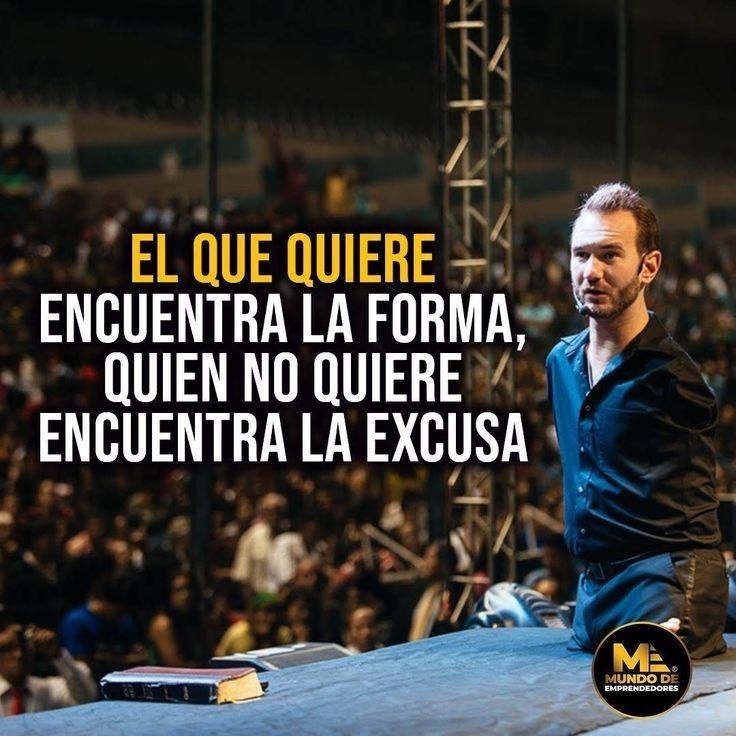 EL QUE QUIERE
ENCUENTRA LA FORMA,
QUIEN NO QUIERE
ENCUENTRA LA EXCUSA
ME®
MUNDO DE
EMPRENDEDORES